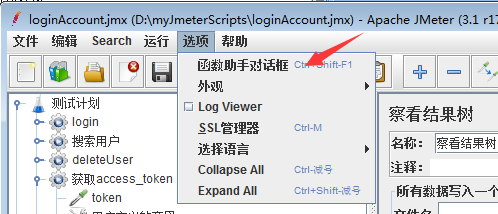 loginAccount.jmx (D:\myJmeterScripts\loginAccount.jmx) - Apache JMeter (3.1 r17
文件 编辑 Search 运行 选项 帮助
函数助手对话框 Ctrl+Shift-F1
外观
Log Viewer
SSL管理器 Ctrl-M
选择语言
Collapse All Ctrl-减号
Expand All Ctrl+Shift-减号
测试计划
login
搜索用户
deleteUser
获取access_token
token
察看结果树
名称: 察看结果树
注释:
所有数据写入一个